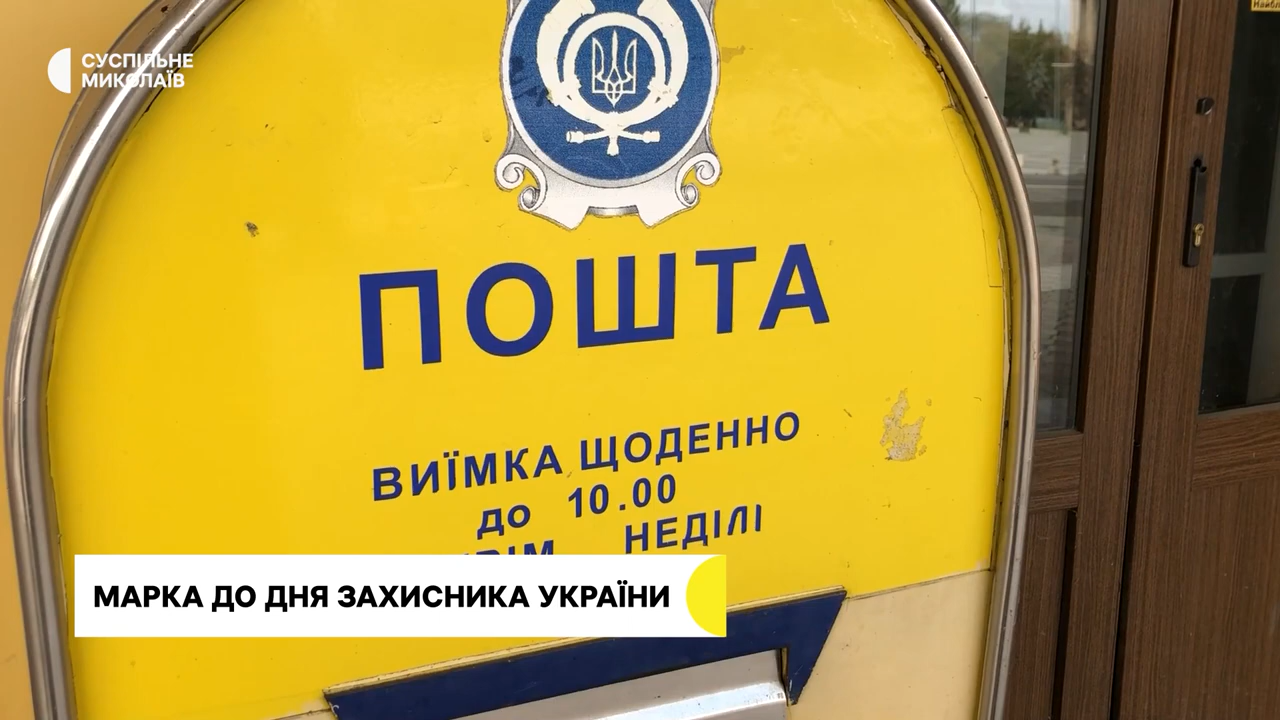 СУСПІЛЬНЕ
МИКОЛАЇВ
ПОШТА
ВИЇМКА ЩОДЕННО
до 10.00
НЕДІЛІ
МАРКА ДО ДНЯ ЗАХИСНИКА УКРАЇНИ